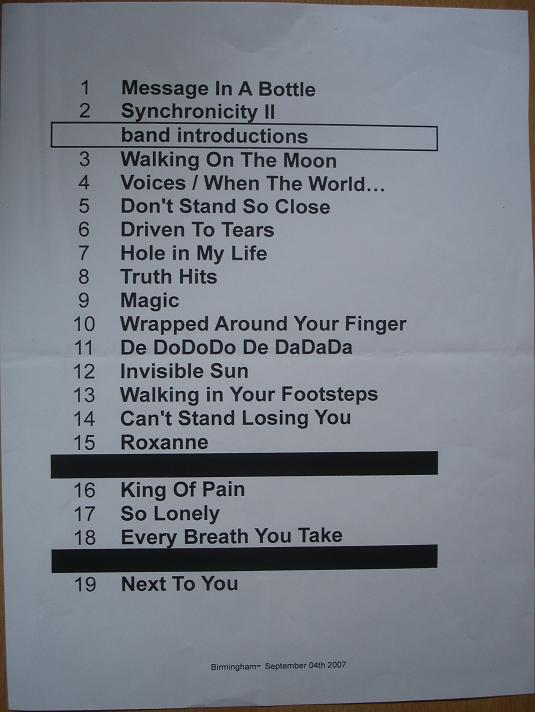 1 Message In A Bottle
2 Synchronicity II
band introductions
3 Walking On The Moon
4 Voices / When The World...
5 Don't Stand So Close
6 Driven To Tears
7 Hole in My Life
8 Truth Hits
9 Magic
10 Wrapped Around Your Finger
11 De DoDoDo De DaDaDa
12 Invisible Sun
13 Walking in Your Footsteps
14 Can't Stand Losing You
15 Roxanne
16 King Of Pain
17 So Lonely
18 Every Breath You Take
19 Next To You
Birmingham- September 04th 2007